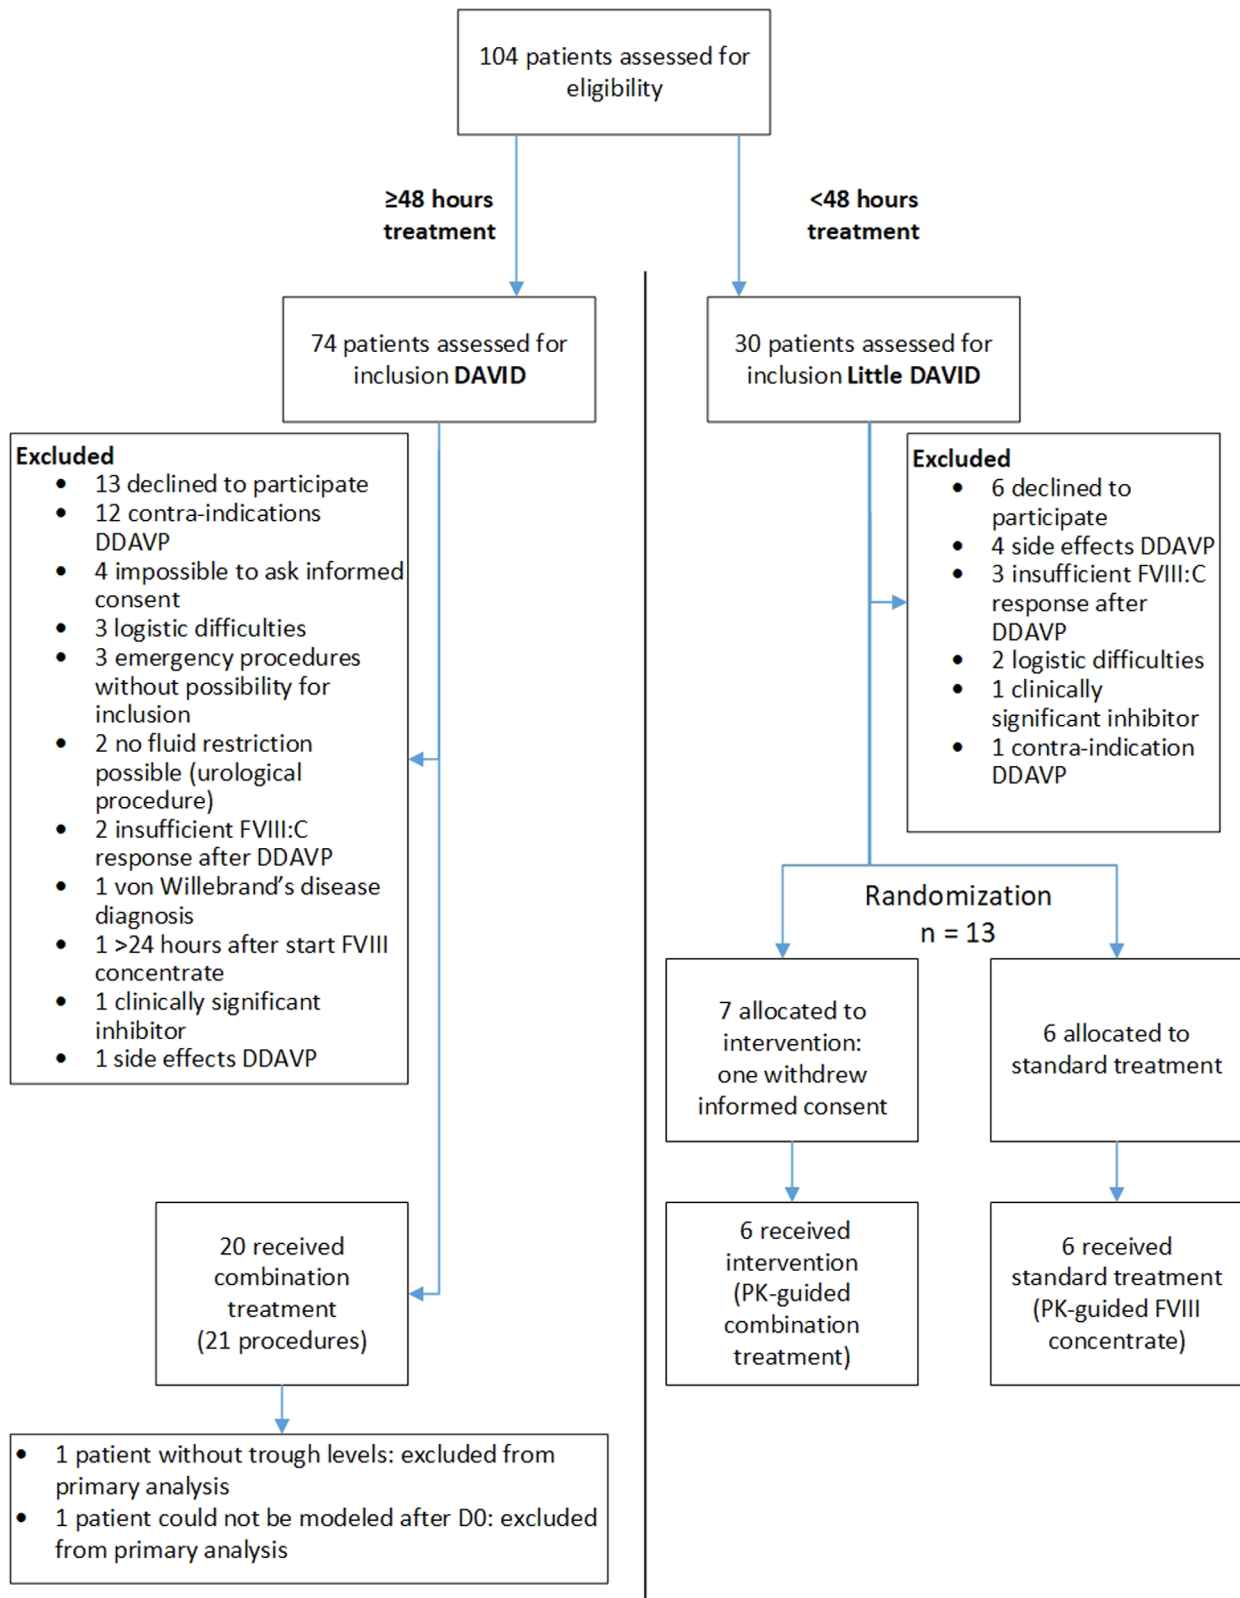 104 patients assessed for
eligibility
≥48 hours
treatment
<48 hours
treatment
74 patients assessed for
inclusion DAVID
30 patients assessed for
inclusion Little DAVID
Excluded
• 13 declined to participate
• 12 contra-indications
DDAVP
• 4 impossible to ask informed
consent
• 3 logistic difficulties
• 3 emergency procedures
without possibility for
inclusion
• 2 no fluid restriction
possible (urological
procedure)
• 2 insufficient FVIII:C
response after DDAVP
• 1 von Willebrand’s disease
diagnosis
• 1 >24 hours after start FVIII
concentrate
• 1 clinically significant
inhibitor
• 1 side effects DDAVP
Excluded
• 6 declined to
participate
• 4 side effects DDAVP
• 3 insufficient FVIII:C
response after
DDAVP
• 2 logistic difficulties
• 1 clinically
significant inhibitor
• 1 contra-indication
DDAVP
Randomization
n = 13
7 allocated to
intervention:
one withdrew
informed consent
6 allocated to
standard treatment
20 received
combination
treatment
(21 procedures)
6 received
intervention
(PK-guided
combination
treatment)
6 received
standard treatment
(PK-guided FVIII
concentrate)
• 1 patient without trough levels: excluded from
primary analysis
• 1 patient could not be modeled after D0: excluded
from primary analysis